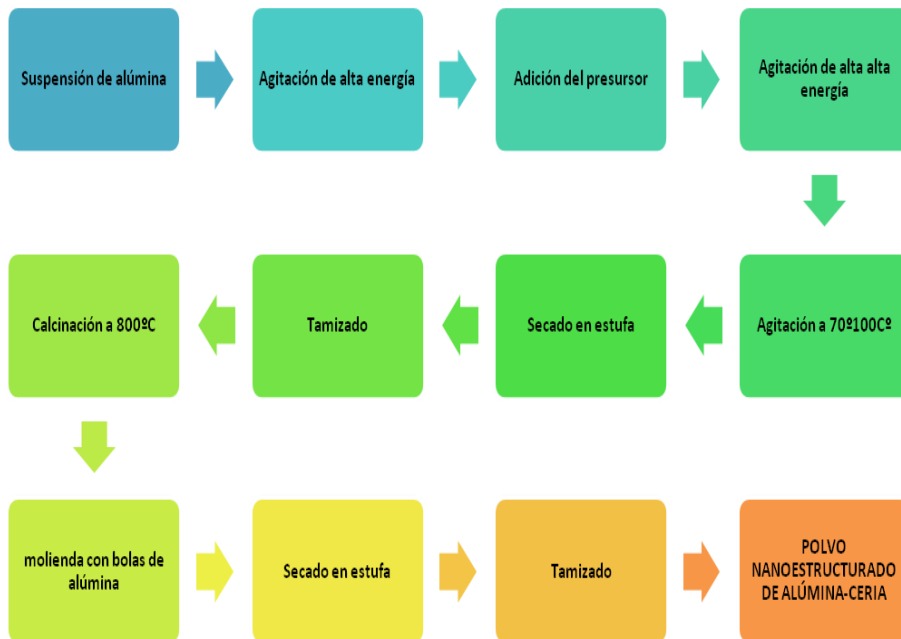 Suspensión de alúmina
Agitación de alta energía
Adición del presursor
Agitación de alta alta
energía
Agitación a 70º100Cº
Secado en estufa
Tamizado
Calcinación a 800ºC
molienda con bolas de
alúmina
Secado en estufa
Tamizado
POLVO
NANOESTRUCTURADO
DE ALÚMINA-CERIA